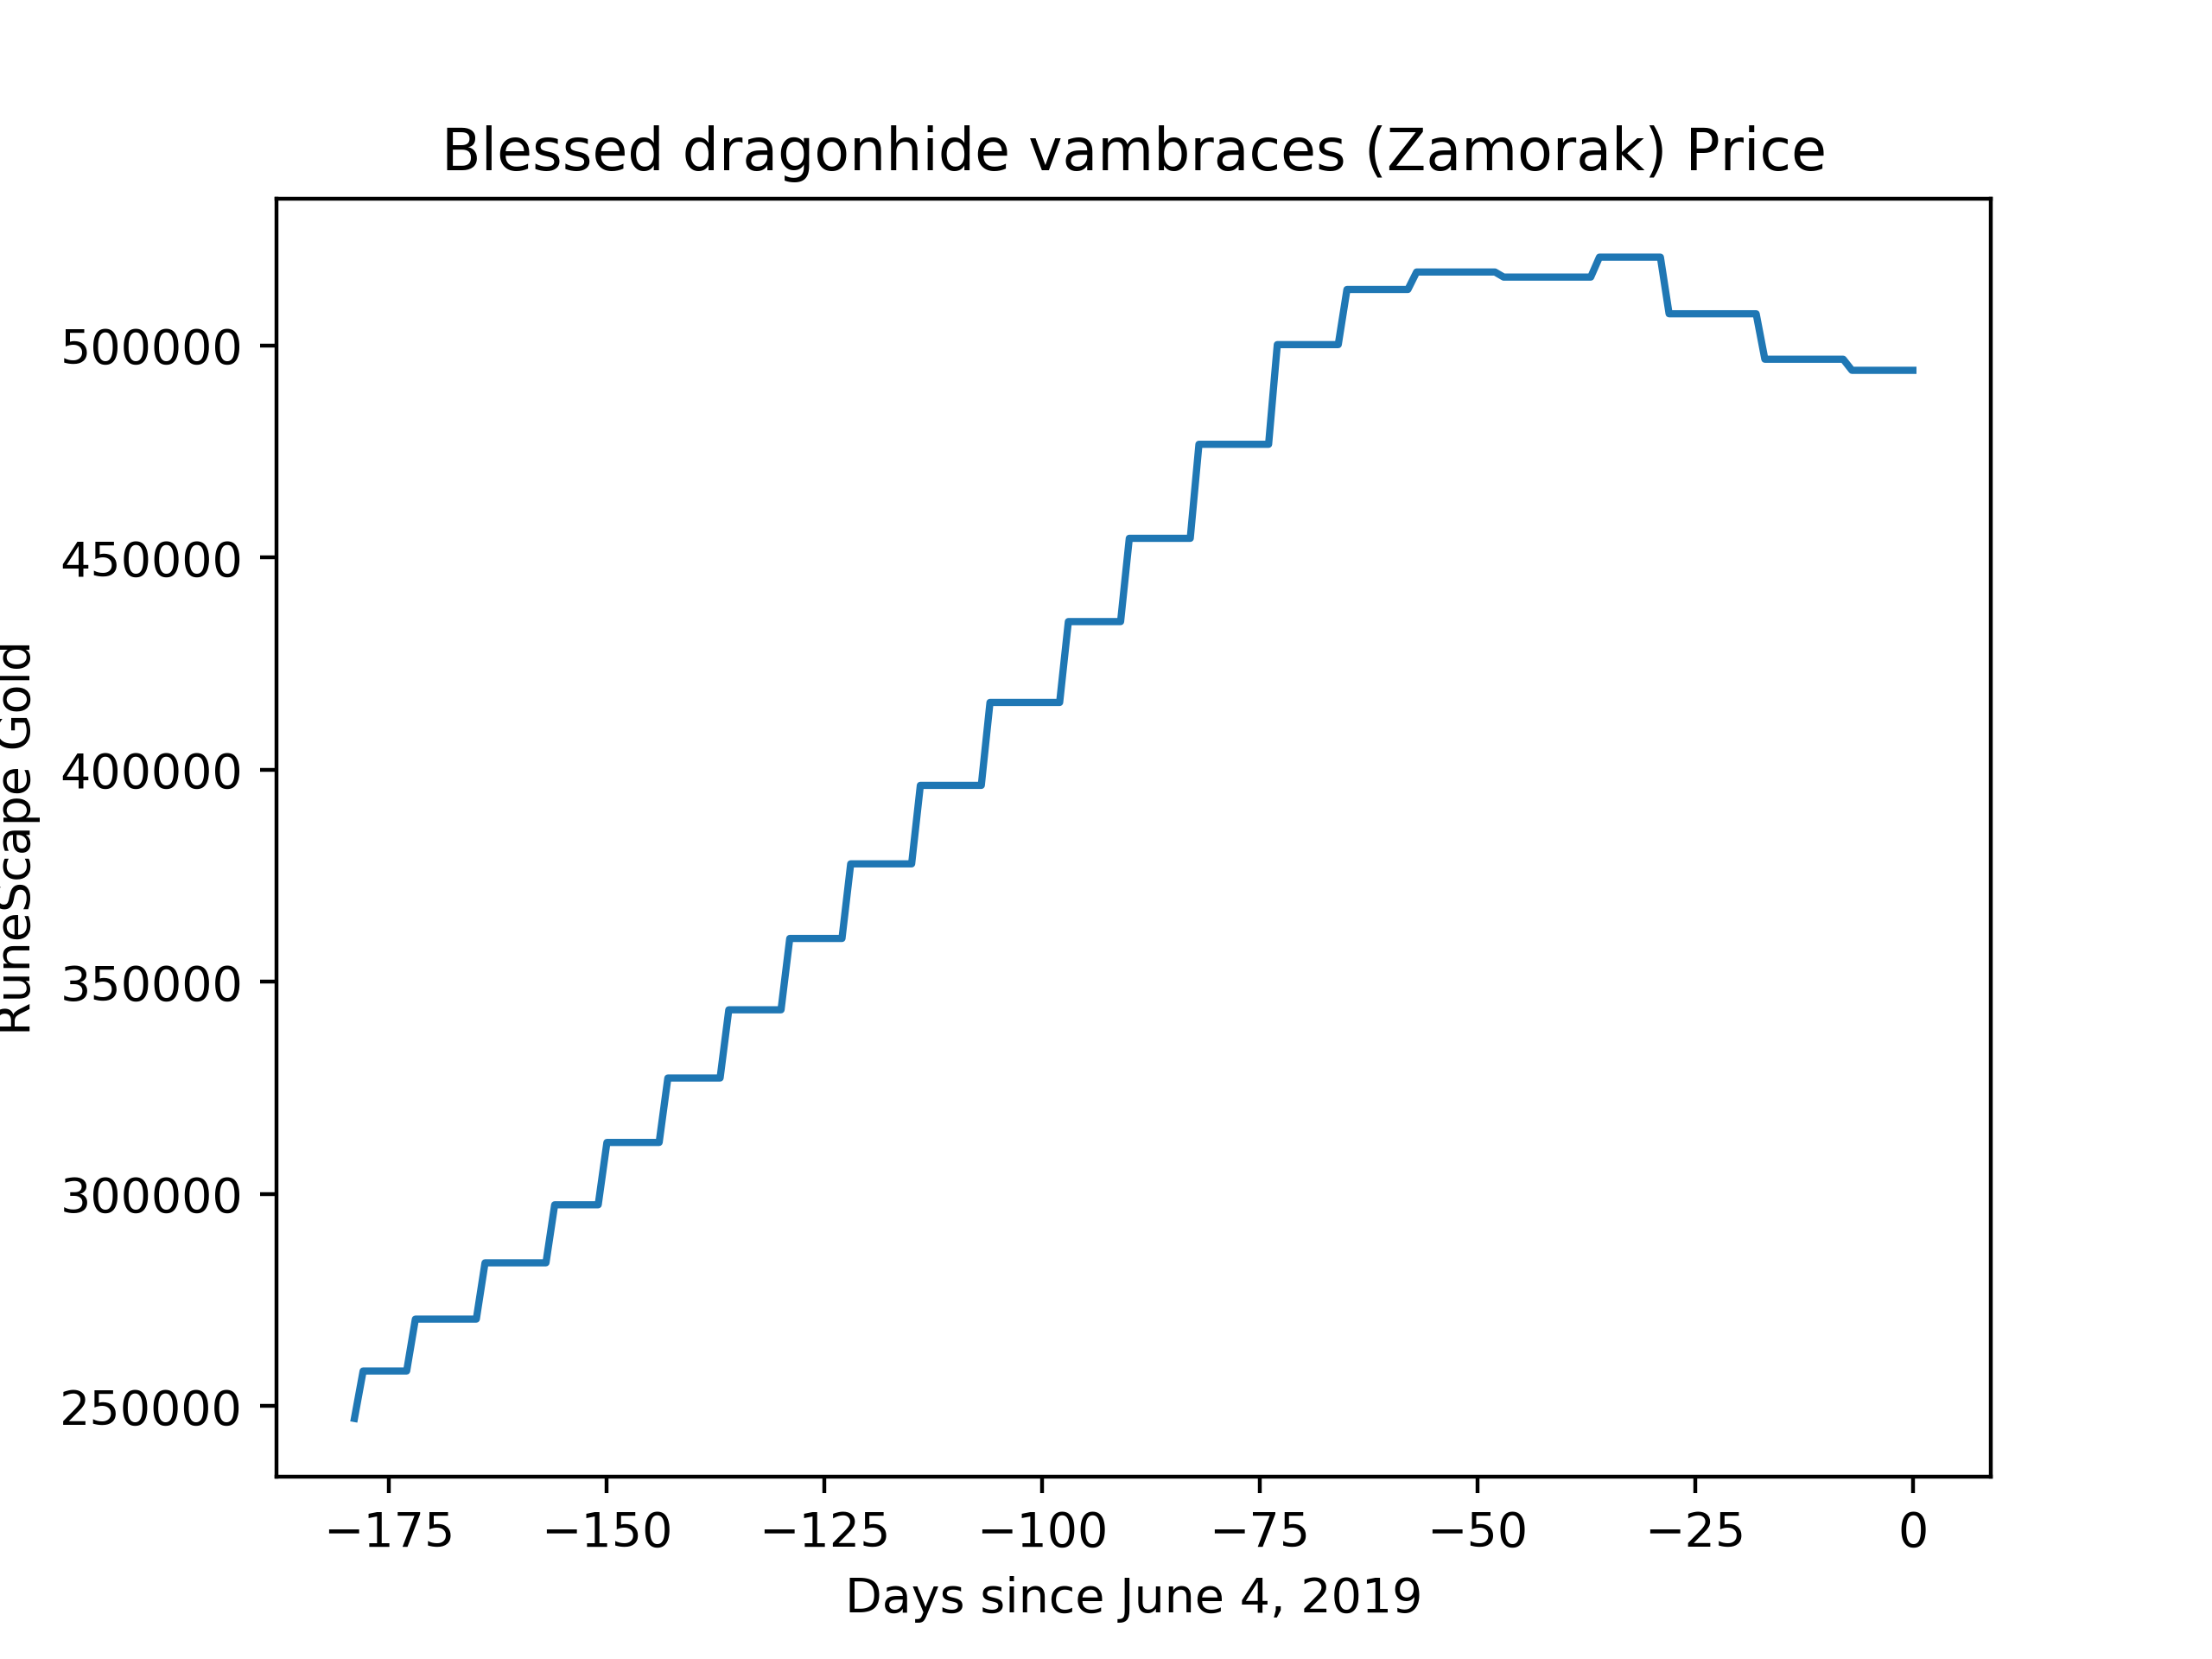 Blessed dragonhide vambraces (Zamorak) Price
500000
450000
400000
350000
300000
250000
RuneScape Gold
−175 −150 −125 −100 −75 −50 −25 0
Days since June 4, 2019